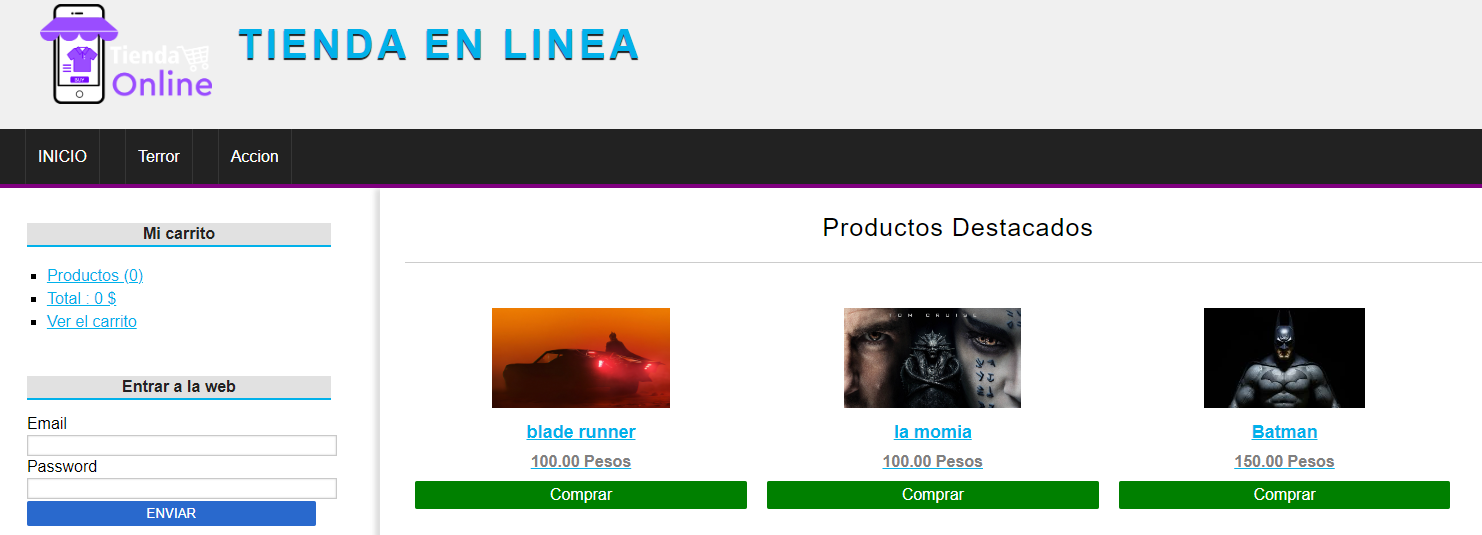 Tienda
Online
BUY
TIENDA EN LINEA
INICIO
Terror
Accion
Mi carrito
Productos (0)
Total : 0 $
Ver el carrito
Entrar a la web
Email
Password
ENVIAR
Productos Destacados
TOM CRUISE
blade runner
la momia
Batman
100.00 Pesos
100.00 Pesos
150.00 Pesos
Comprar
Comprar
Comprar